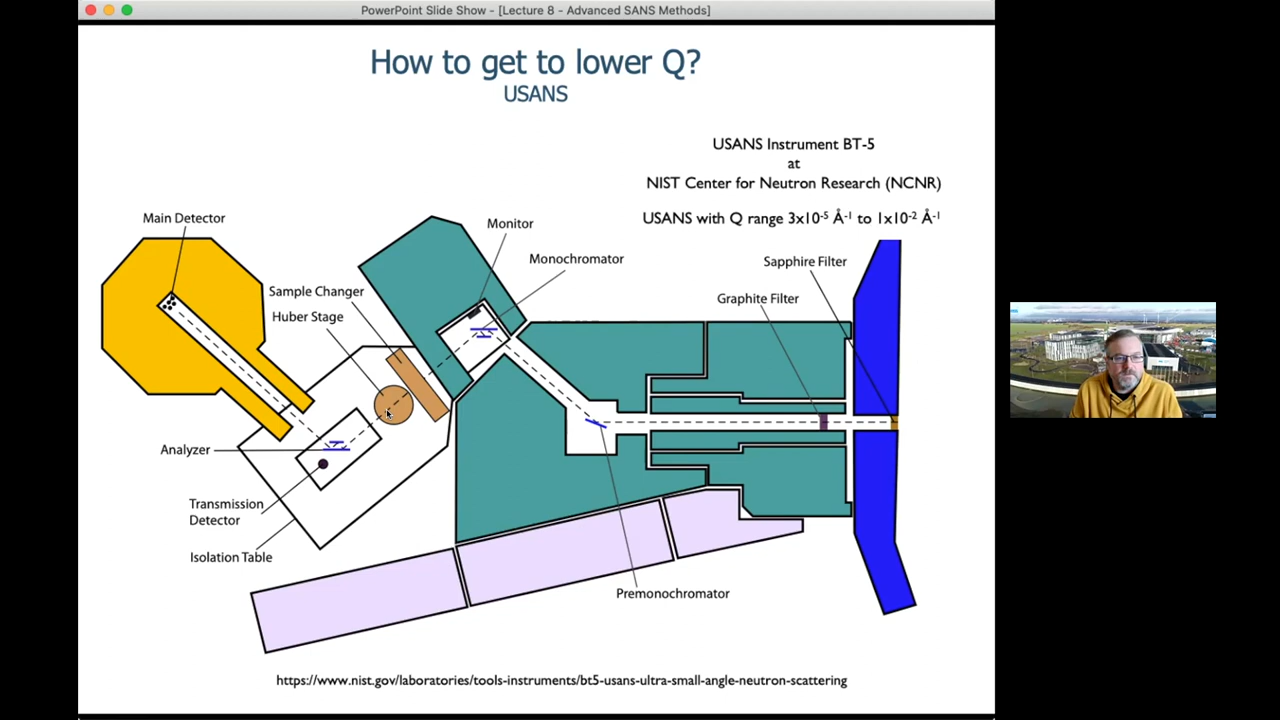 PowerPoint Slide Show - [Lecture 8 - Advanced SANS Methods]
How to get to lower Q?
USANS
USANS Instrument BT-5
at
NIST Center for Neutron Research (NCNR)
USANS with Q range 3x10⁻⁵ Å⁻¹ to 1x10⁻² Å⁻¹
Main Detector
Monitor
Monochromator
Sapphire Filter
Sample Changer
Graphite Filter
Huber Stage
Analyzer
Transmission
Detector
Isolation Table
Premonochromator
https://www.nist.gov/laboratories/tools-instruments/bt5-usans-ultra-small-angle-neutron-scattering